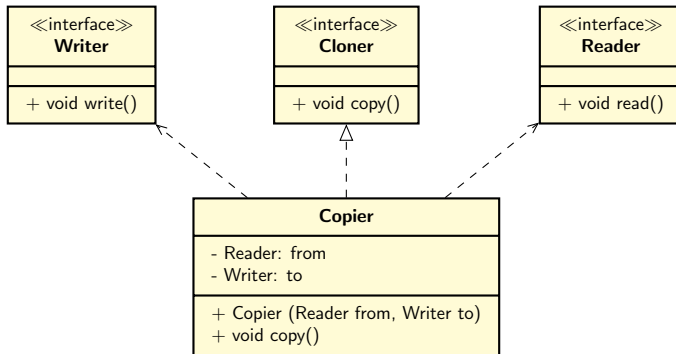 ≪interface≫
Writer
+ void write()
≪interface≫
Cloner
+ void copy()
≪interface≫
Reader
+ void read()
Copier
- Reader: from
- Writer: to
+ Copier (Reader from, Writer to)
+ void copy()